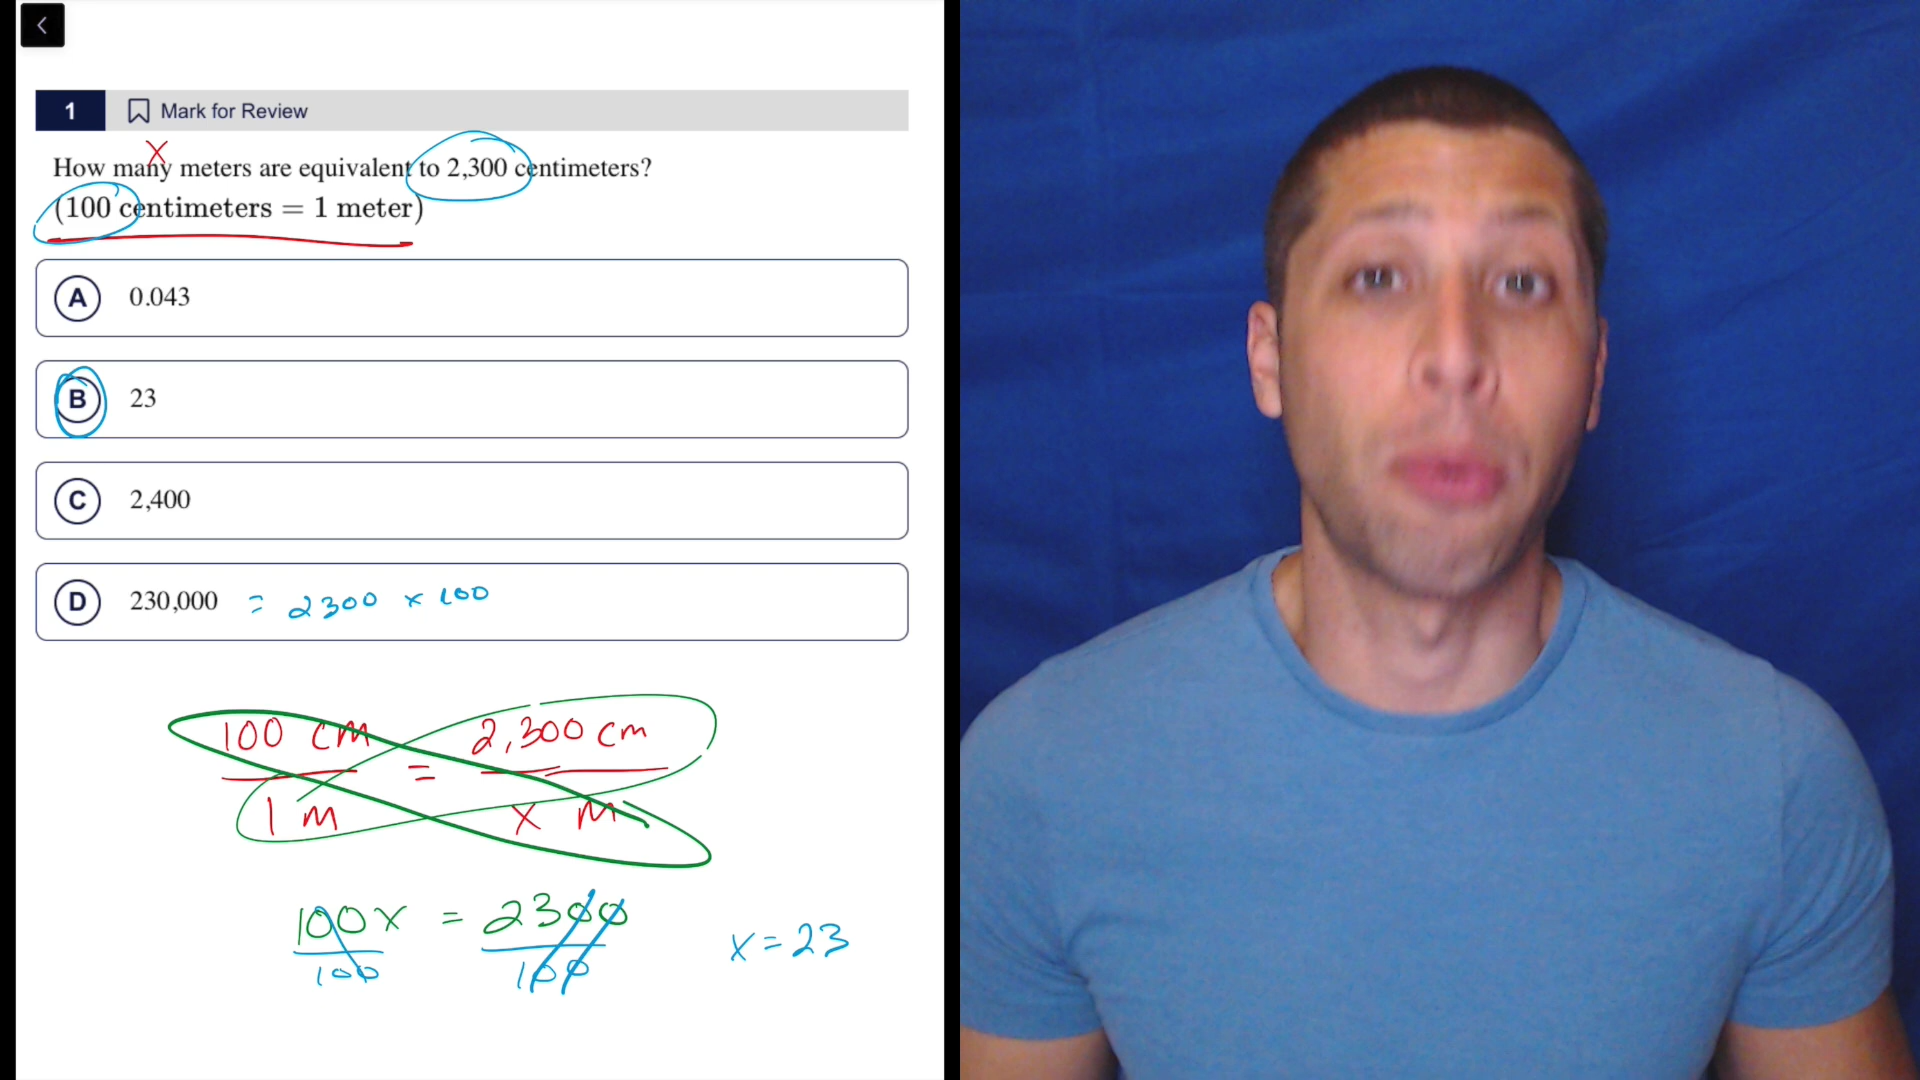 1 Mark for Review
x
How many meters are equivalent to 2,300 centimeters?
(100 centimeters = 1 meter)
A 0.043
B 23
C 2,400
D 230,000 = 2300 × 100
100 cm = 2,300 cm
1 m x m
100x = 2300
100 100
x = 23